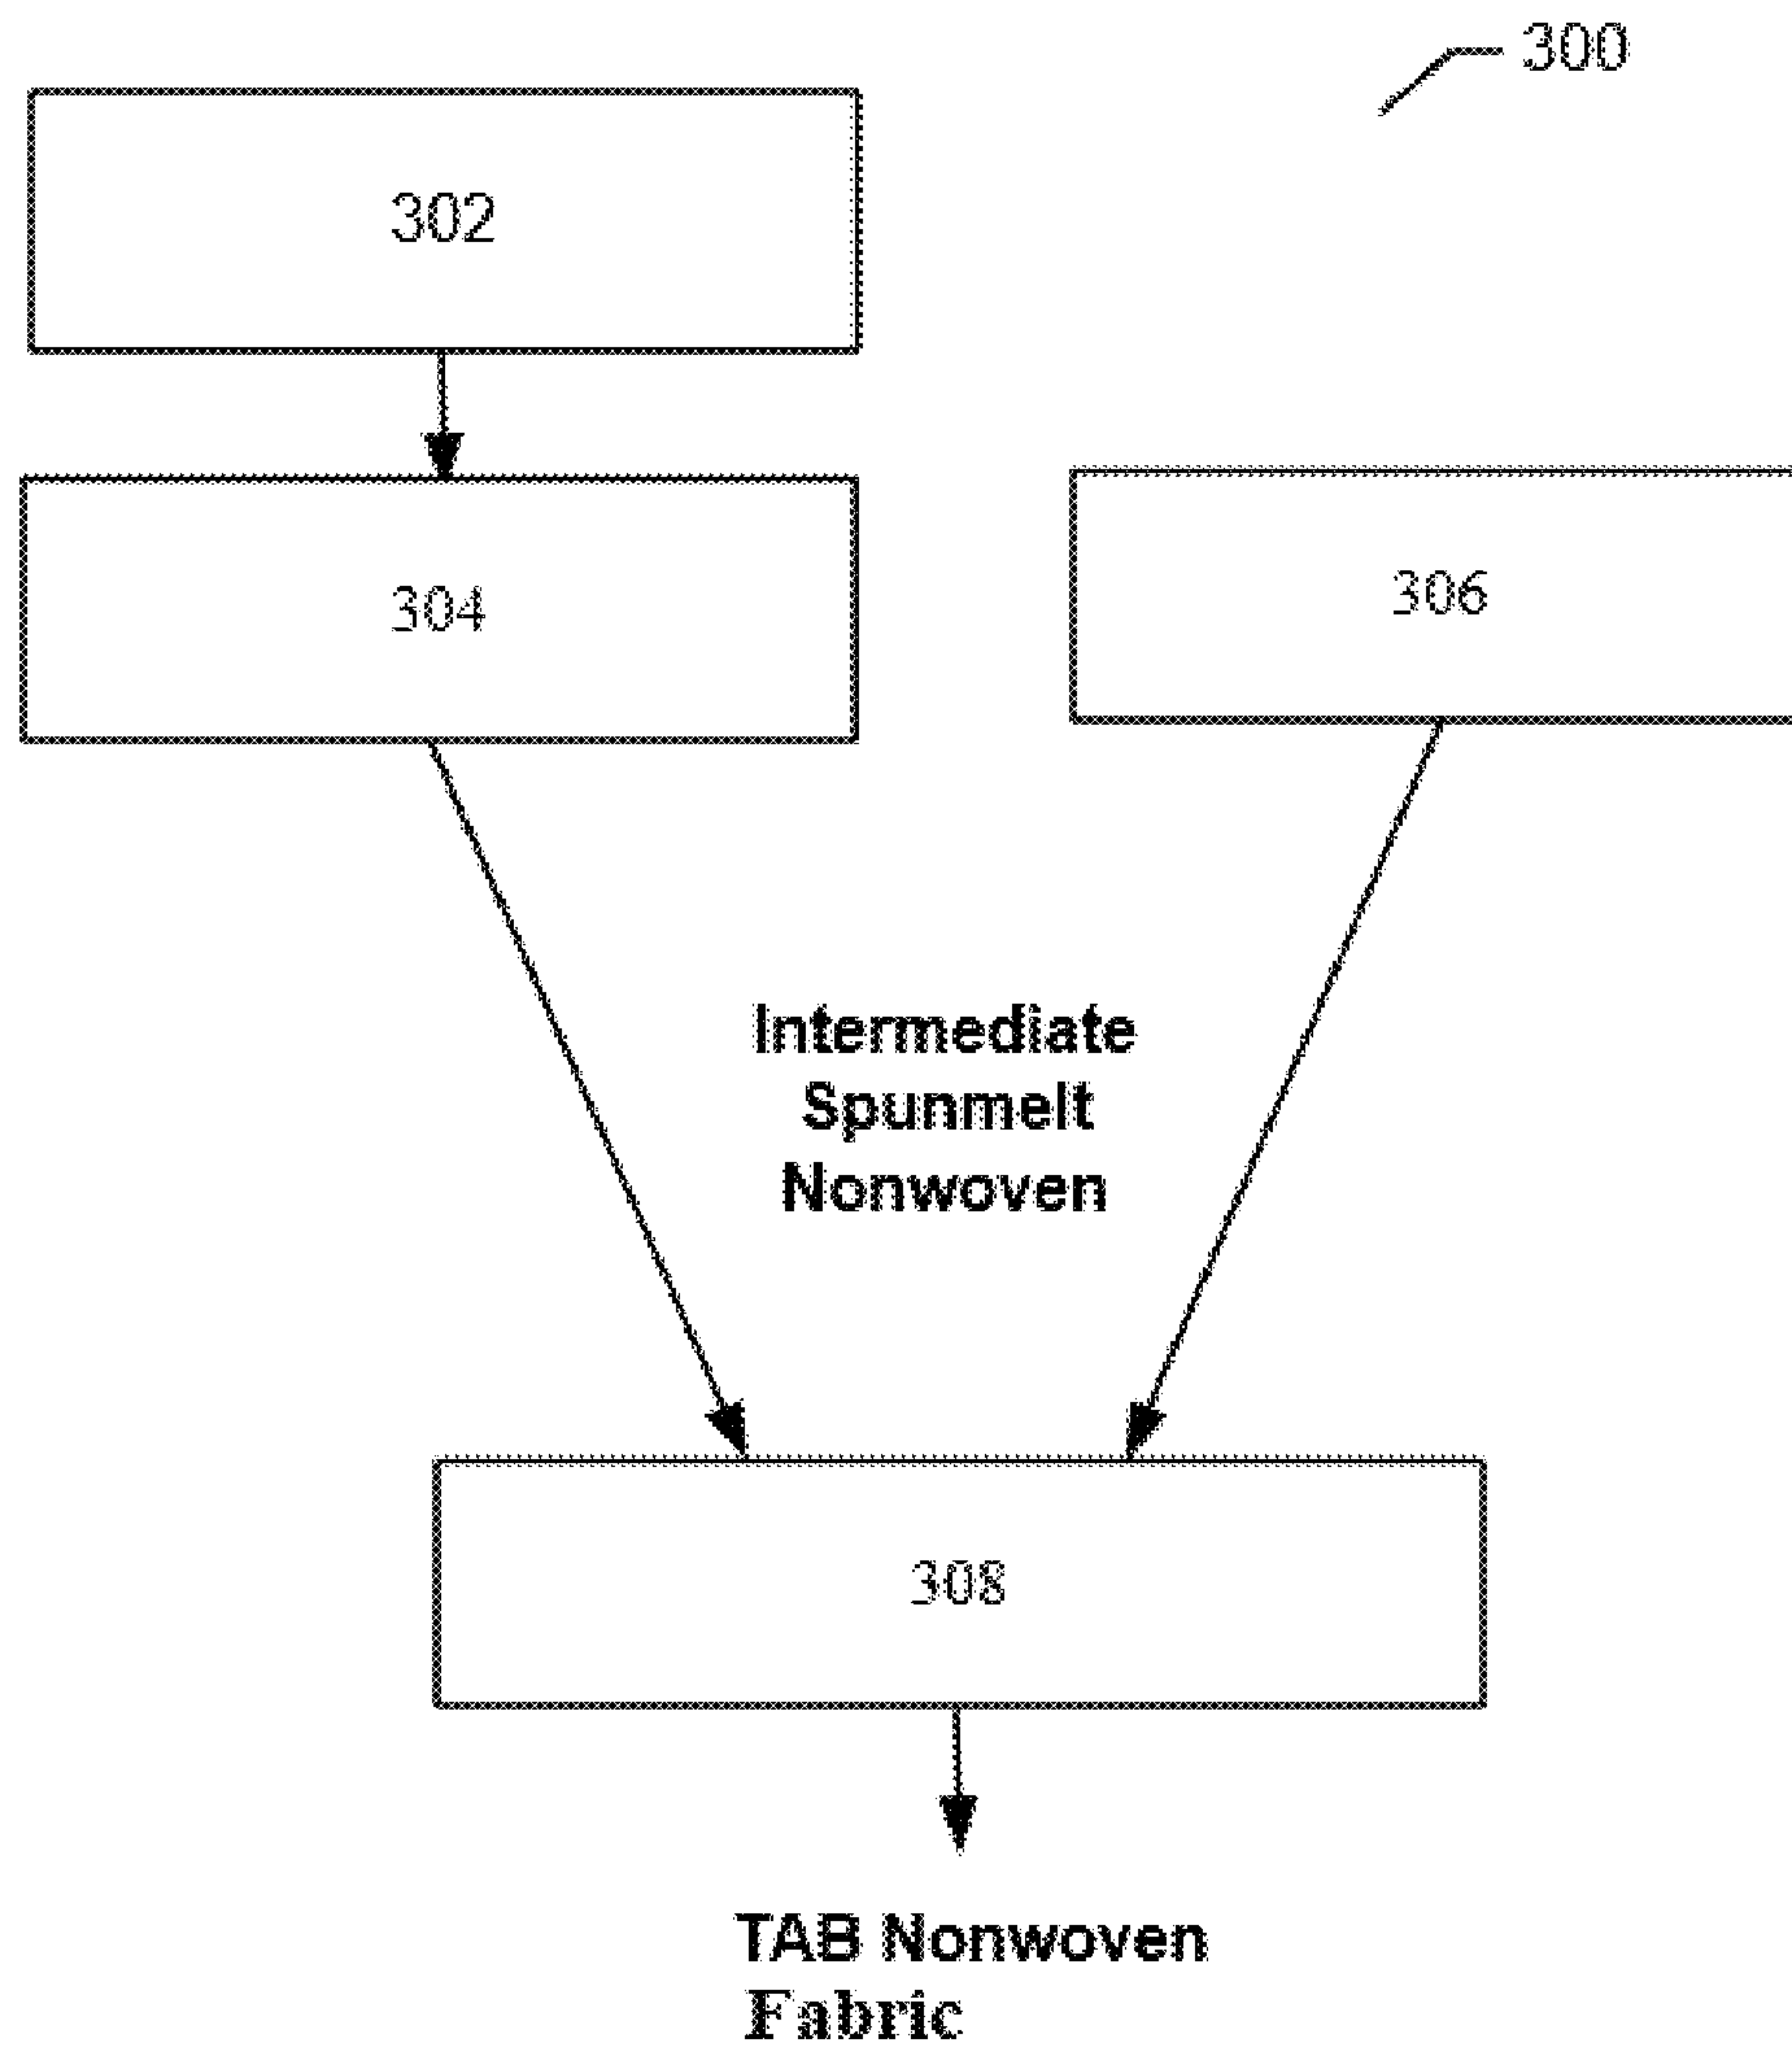 300
302
304
306
Intermediate
Spunmelt
Nonwoven
308
TAB Nonwoven
Fabric